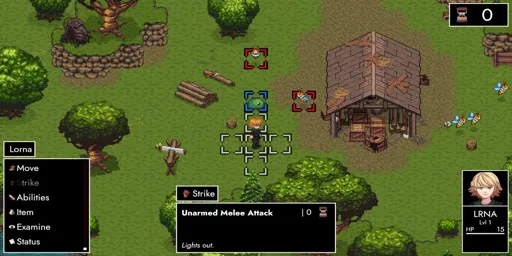 0
Lorna
Move
Strike
Abilities
Item
Examine
Status
Strike
Unarmed Melee Attack | 0
Lights out.
LRNA
Lvl 1
HP 15